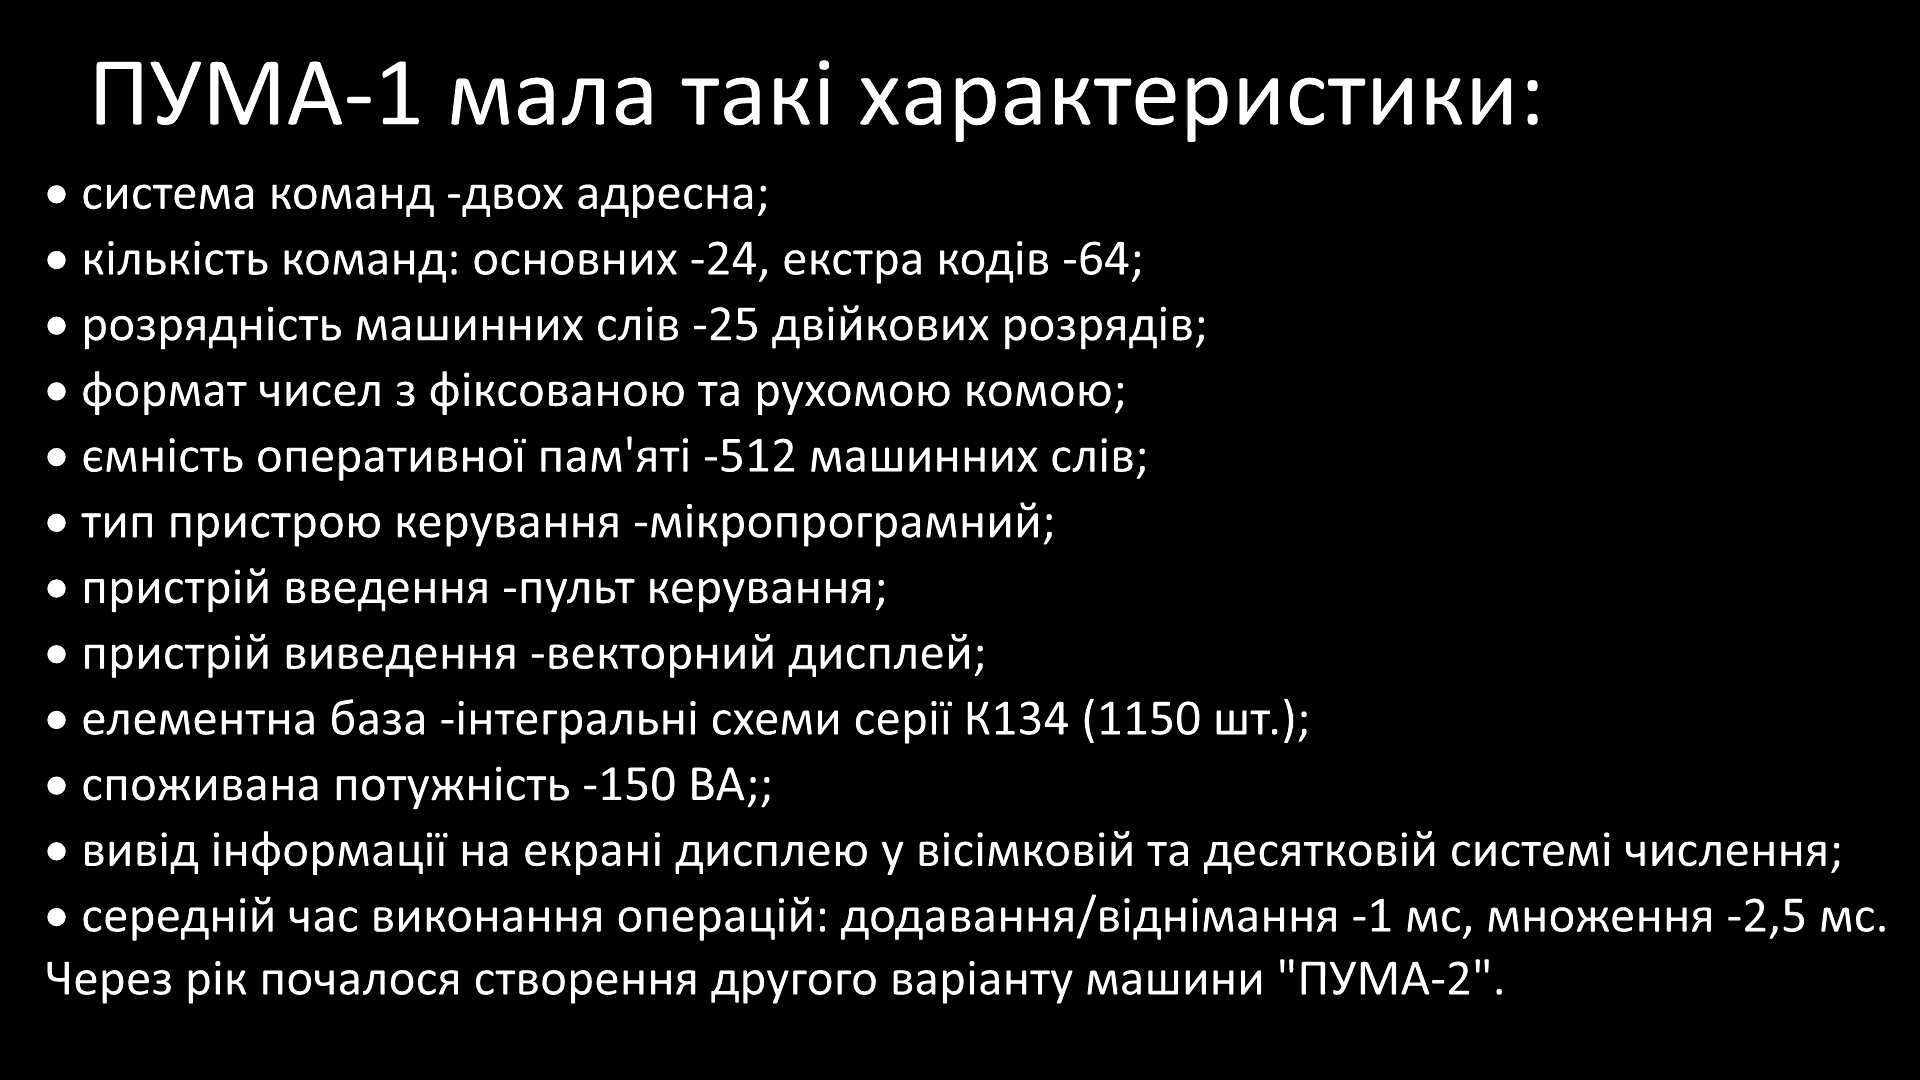 ПУМА-1 мала такі характеристики:
• система команд -двох адресна;
• кількість команд: основних -24, екстра кодів -64;
• розрядність машинних слів -25 двійкових розрядів;
• формат чисел з фіксованою та рухомою комою;
• ємність оперативної пам'яті -512 машинних слів;
• тип пристрою керування -мікропрограмний;
• пристрій введення -пульт керування;
• пристрій виведення -векторний дисплей;
• елементна база -інтегральні схеми серії К134 (1150 шт.);
• споживана потужність -150 ВА;;
• вивід інформації на екрані дисплею у вісімковій та десятковій системі числення;
• середній час виконання операцій: додавання/віднімання -1 мс, множення -2,5 мс.
Через рік почалося створення другого варіанту машини "ПУМА-2".